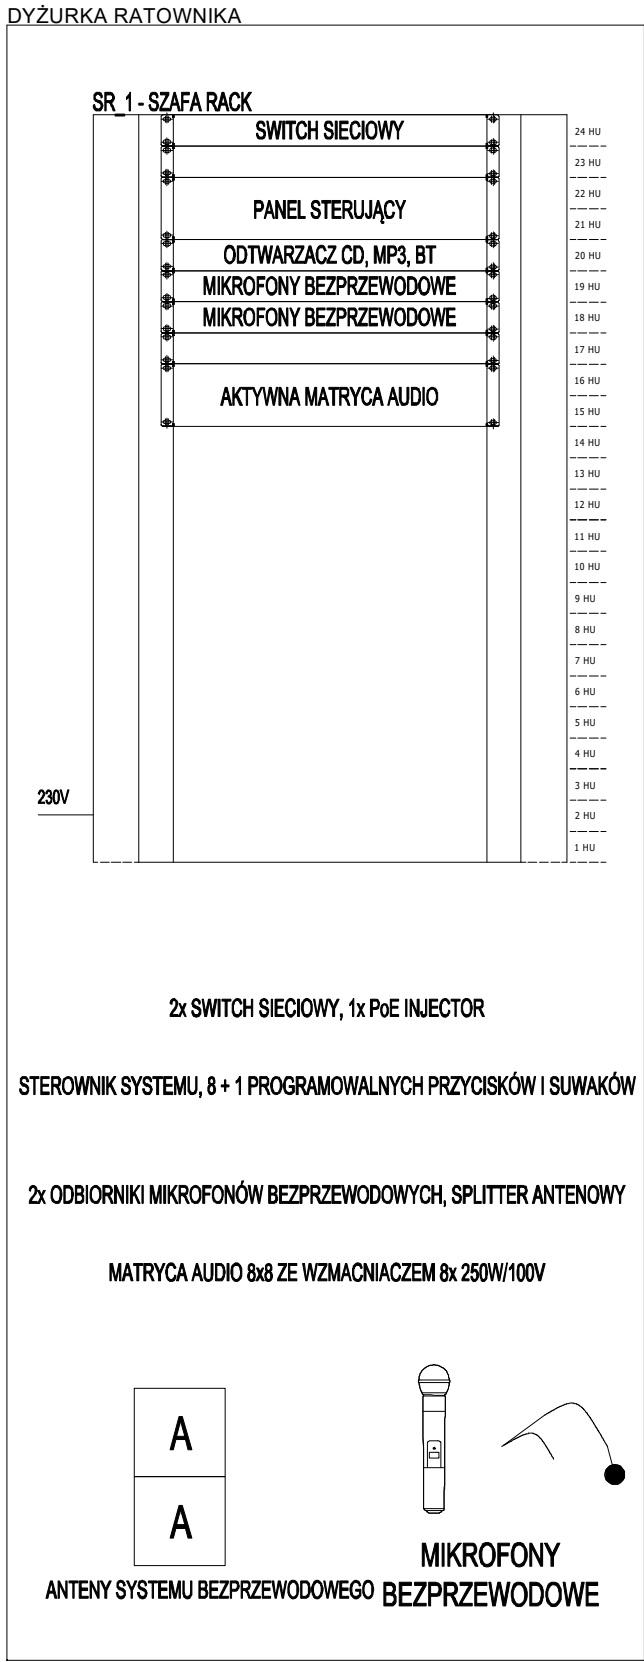 DYŻURKA RATOWNIKA
SR_1 - SZAFA RACK
SWITCH SIECIOWY
24 HU
23 HU
22 HU
PANEL STERUJĄCY
21 HU
ODTWARZACZ CD, MP3, BT
20 HU
MIKROFONY BEZPRZEWODOWE
19 HU
MIKROFONY BEZPRZEWODOWE
18 HU
17 HU
16 HU
AKTYWNA MATRYCA AUDIO
15 HU
14 HU
13 HU
12 HU
11 HU
10 HU
9 HU
8 HU
7 HU
6 HU
5 HU
4 HU
3 HU
230V
2 HU
1 HU
2x SWITCH SIECIOWY, 1x PoE INJECTOR
STEROWNIK SYSTEMU, 8 + 1 PROGRAMOWALNYCH PRZYCISKÓW I SUWAKÓW
2x ODBIORNIKI MIKROFONÓW BEZPRZEWODOWYCH, SPLITTER ANTENOWY
MATRYCA AUDIO 8x8 ZE WZMACNIACZEM 8x 250W/100V
A
A
ANTENY SYSTEMU BEZPRZEWODOWEGO
MIKROFONY
BEZPRZEWODOWE